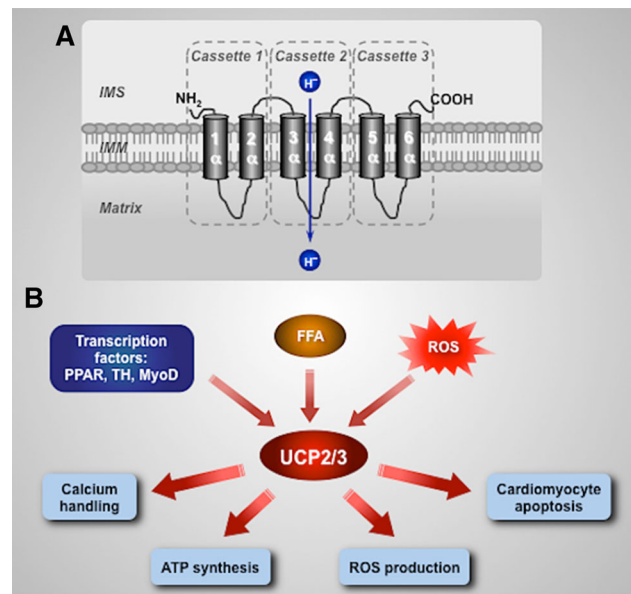 A
Cassette 1 Cassette 2 Cassette 3
H⁻
IMS
NH₂
COOH
IMM
1 α
2 α
3 α
4 α
5 α
6 α
Matrix
H⁻
B
Transcription
factors:
PPAR, TH, MyoD
FFA
ROS
UCP2/3
Calcium
handling
Cardiomyocyte
apoptosis
ATP synthesis
ROS production